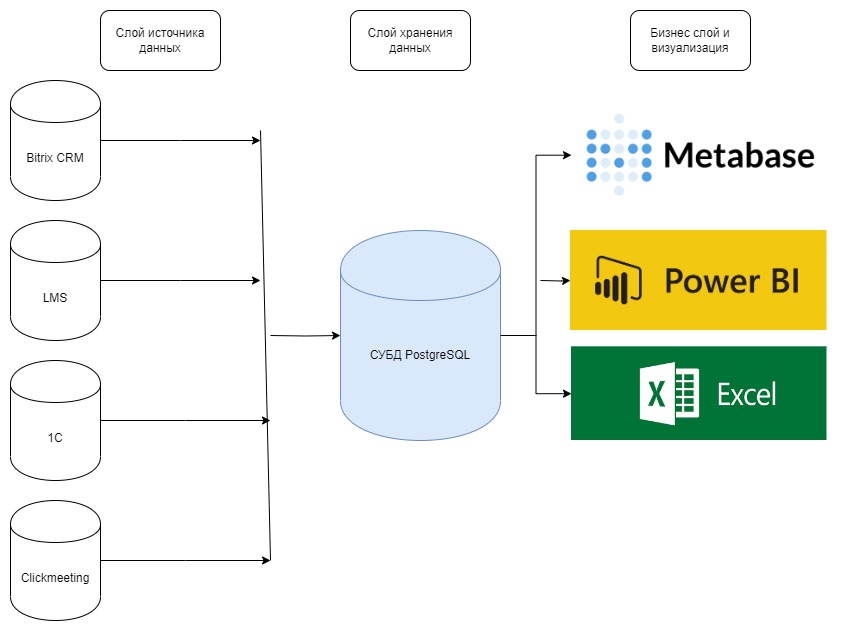 Слой источника
данных
Слой хранения
данных
Бизнес слой и
визуализация
Bitrix CRM
LMS
1C
Clickmeeting
СУБД PostgreSQL
Metabase
Power BI
X
Excel